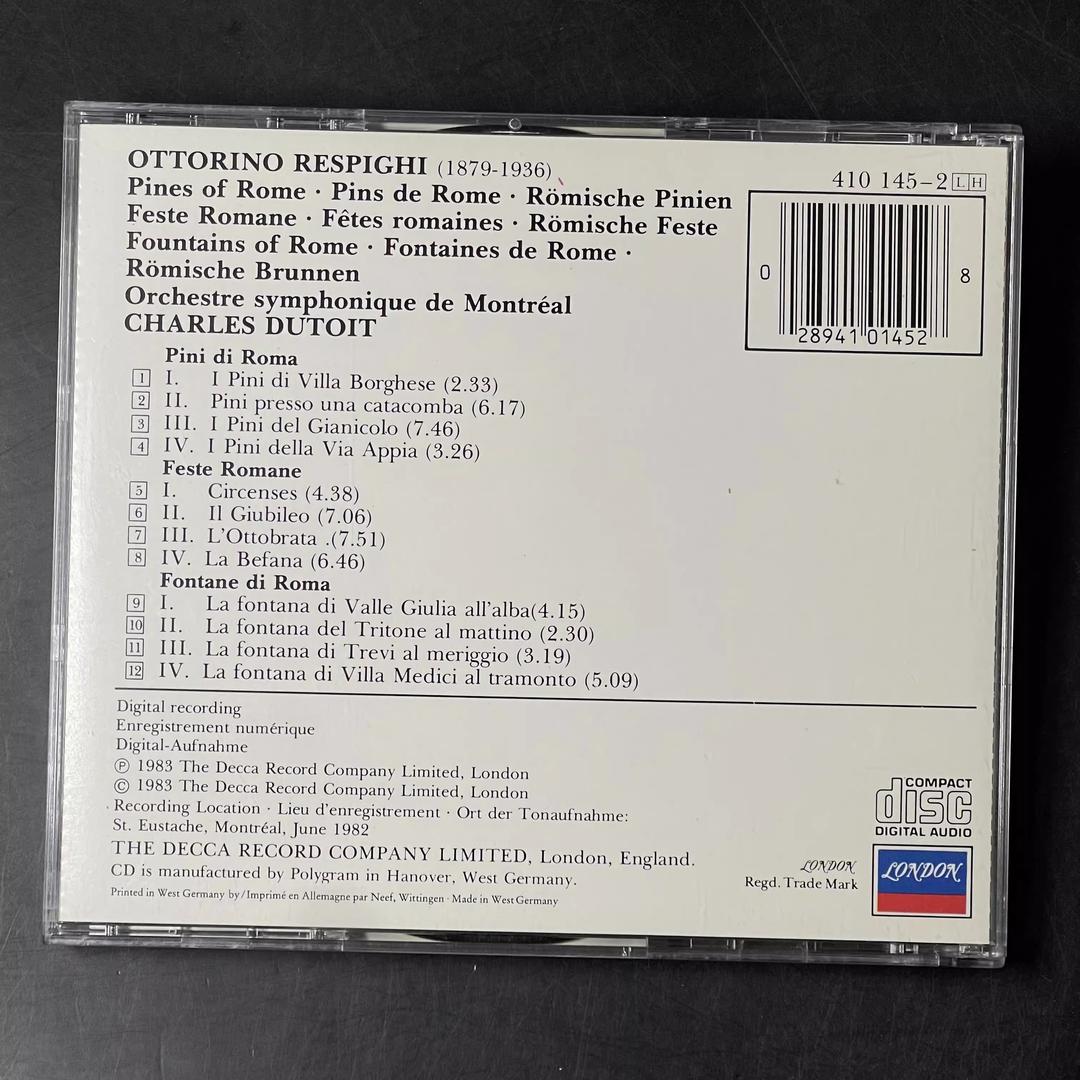 OTTORINO RESPIGHI (1879-1936)
Pines of Rome · Pins de Rome · Römische Pinien
Feste Romane · Fêtes romaines · Römische Feste
Fountains of Rome · Fontaines de Rome ·
Römische Brunnen
Orchestre symphonique de Montréal
CHARLES DUTOIT
410 145-2 LH
0 28941 01452 8
Pini di Roma
1 I. I Pini di Villa Borghese (2.33)
2 II. Pini presso una catacomba (6.17)
3 III. I Pini del Gianicolo (7.46)
4 IV. I Pini della Via Appia (3.26)
Feste Romane
5 I. Circenses (4.38)
6 II. Il Giubileo (7.06)
7 III. L'Ottobrata .(7.51)
8 IV. La Befana (6.46)
Fontane di Roma
9 I. La fontana di Valle Giulia all'alba(4.15)
10 II. La fontana del Tritone al mattino (2.30)
11 III. La fontana di Trevi al meriggio (3.19)
12 IV. La fontana di Villa Medici al tramonto (5.09)
Digital recording
Enregistrement numérique
Digital-Aufnahme
Ⓟ 1983 The Decca Record Company Limited, London
© 1983 The Decca Record Company Limited, London
Recording Location · Lieu d'enregistrement · Ort der Tonaufnahme:
St. Eustache, Montréal, June 1982
THE DECCA RECORD COMPANY LIMITED, London, England.
CD is manufactured by Polygram in Hanover, West Germany.
Printed in West Germany by/Imprimé en Allemagne par Neef, Wittingen · Made in West Germany
COMPACT
disc
DIGITAL AUDIO
LONDON
Regd. Trade Mark
LONDON